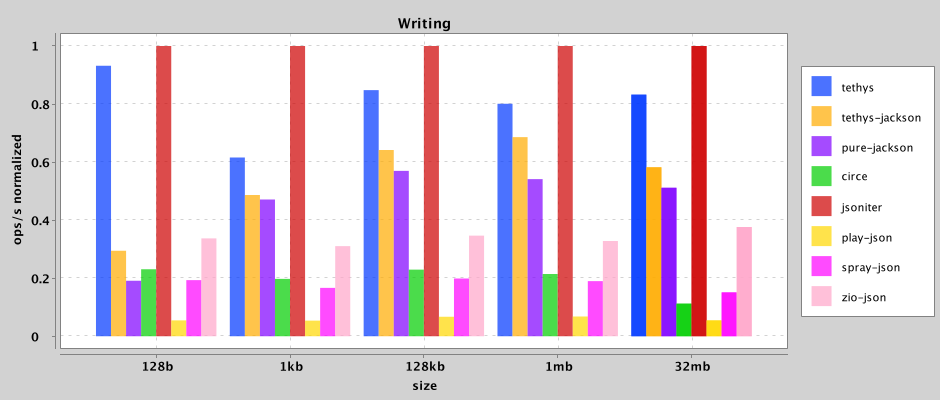 Writing
ops/s normalized
1
0.8
0.6
0.4
0.2
0
128b 1kb 128kb 1mb 32mb
size
tethys
tethys-jackson
pure-jackson
circe
jsoniter
play-json
spray-json
zio-json